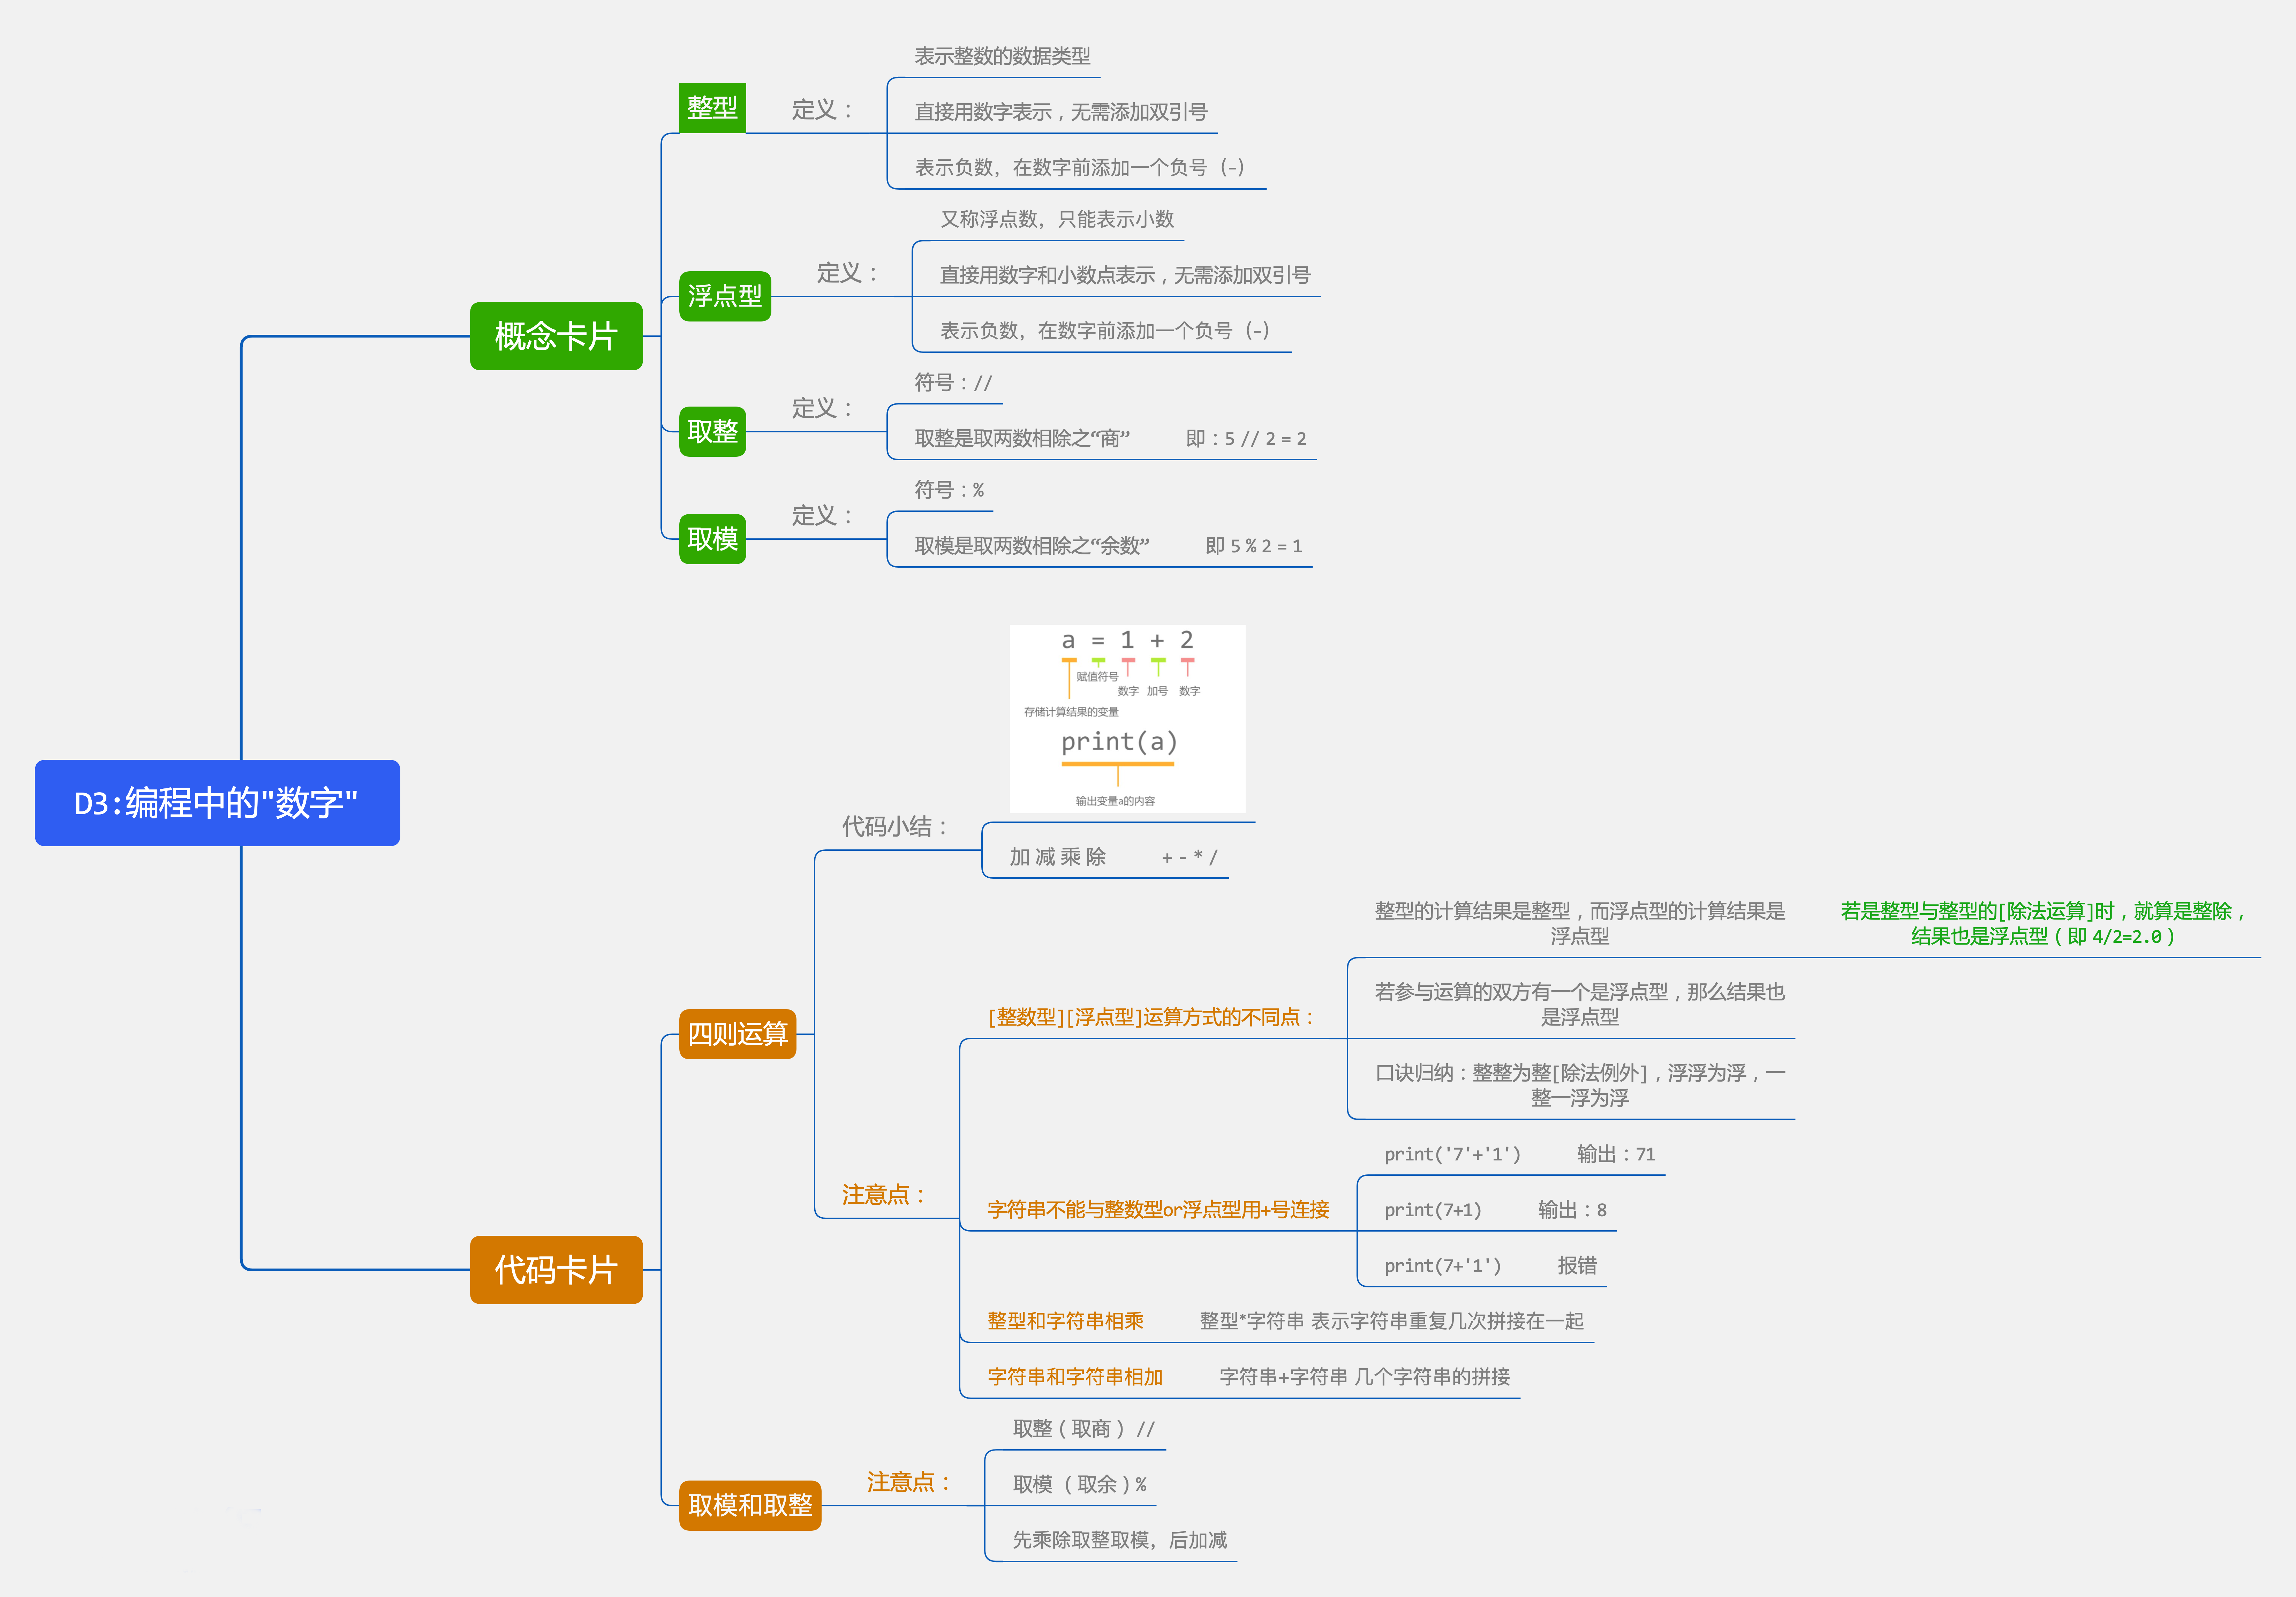 D3:编程中的"数字"
概念卡片
整型
定义：
表示整数的数据类型
直接用数字表示，无需添加双引号
表示负数，在数字前添加一个负号（-）
浮点型
定义：
又称浮点数，只能表示小数
直接用数字和小数点表示，无需添加双引号
表示负数，在数字前添加一个负号（-）
取整
定义：
符号：//
取整是取两数相除之“商” 即：5 // 2 = 2
取模
定义：
符号：%
取模是取两数相除之“余数” 即 5 % 2 = 1
代码卡片
四则运算
代码小结：
a = 1 + 2
赋值符号
数字 加号 数字
存储计算结果的变量
print(a)
输出变量a的内容
加 减 乘 除 + - * /
注意点：
[整数型][浮点型]运算方式的不同点：
整型的计算结果是整型，而浮点型的计算结果是
浮点型
若是整型与整型的[除法运算]时，就算是整除，
结果也是浮点型（即 4/2=2.0）
若参与运算的双方有一个是浮点型，那么结果也
是浮点型
口诀归纳：整整为整[除法例外]，浮浮为浮，一
整一浮为浮
字符串不能与整数型or浮点型用+号连接
print('7'+'1') 输出：71
print(7+1) 输出：8
print(7+'1') 报错
整型和字符串相乘 整型*字符串 表示字符串重复几次拼接在一起
字符串和字符串相加 字符串+字符串 几个字符串的拼接
取模和取整
注意点：
取整（取商）//
取模 （取余）%
先乘除取整取模，后加减